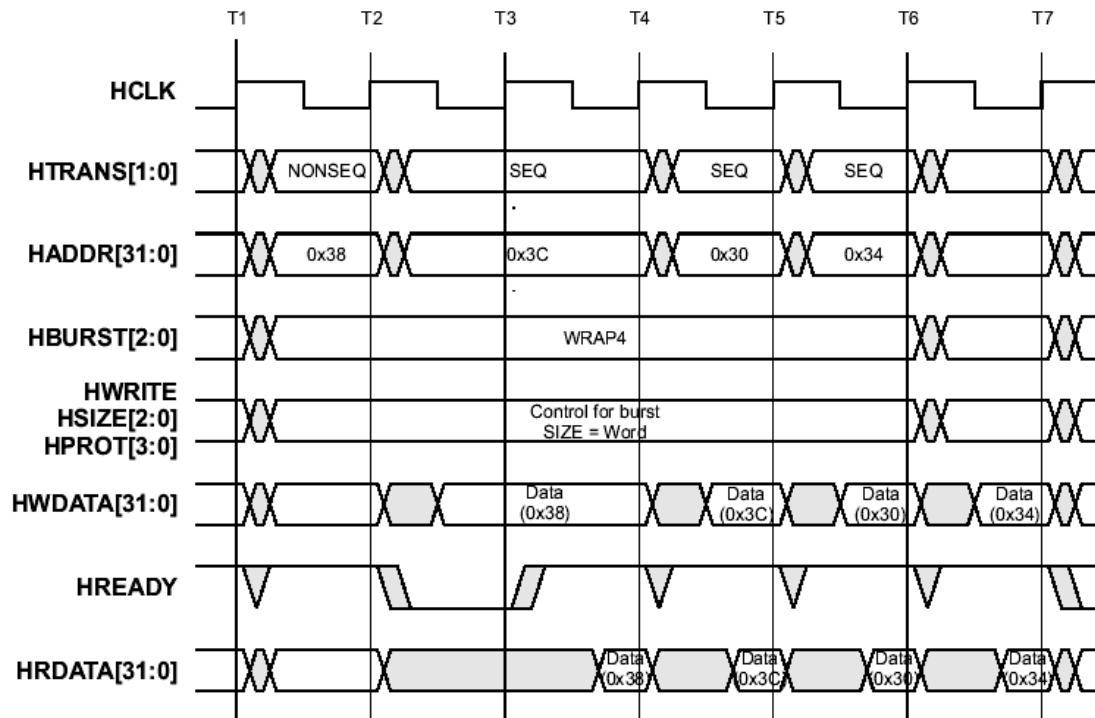 T1 T2 T3 T4 T5 T6 T7
HCLK
HTRANS[1:0] NONSEQ SEQ SEQ SEQ
HADDR[31:0] 0x38 0x3C 0x30 0x34
HBURST[2:0] WRAP4
HWRITE
HSIZE[2:0]
HPROT[3:0]
Control for burst
SIZE = Word
HWDATA[31:0]
Data Data Data Data
(0x38) (0x3C) (0x30) (0x34)
HREADY
HRDATA[31:0]
Data Data Data Data
(0x38) (0x3C) (0x30) (0x34)